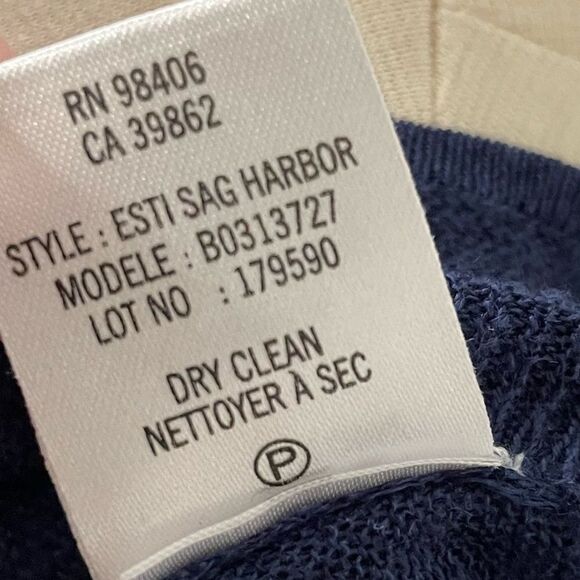 RN 98406
CA 39862
STYLE : ESTI SAG HARBOR
MODELE : B0313727
LOT NO : 179590
DRY CLEAN
NETTOYER À SEC
P